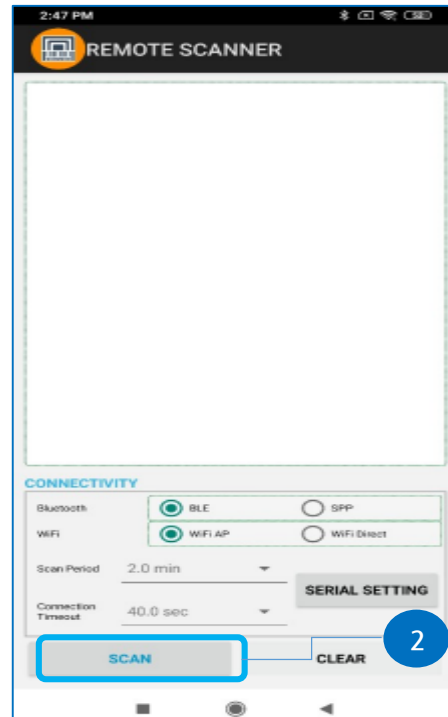 2:47 PM
REMOTE SCANNER
CONNECTIVITY
Bluetooth BLE SPP
WiFi WiFi AP WiFi Direct
Scan Period 2.0 min
SERIAL SETTING
Connection Timeout 40.0 sec
2
SCAN CLEAR